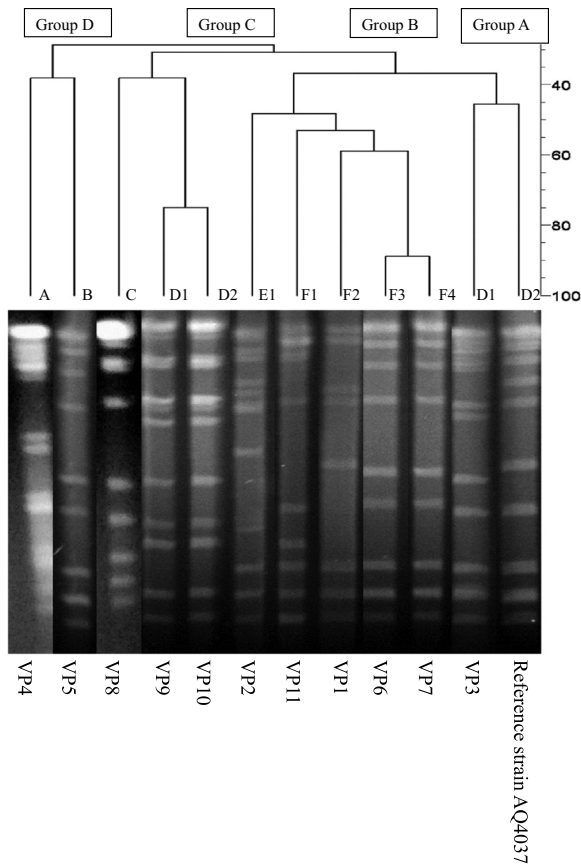 Group D
Group C
Group B
Group A
40
60
80
100
A B C D1 D2 E1 F1 F2 F3 F4 D1 D2
VP4
VP5
VP8
VP9
VP10
VP2
VP11
VP1
VP6
VP7
VP3
Reference strain AQ4037